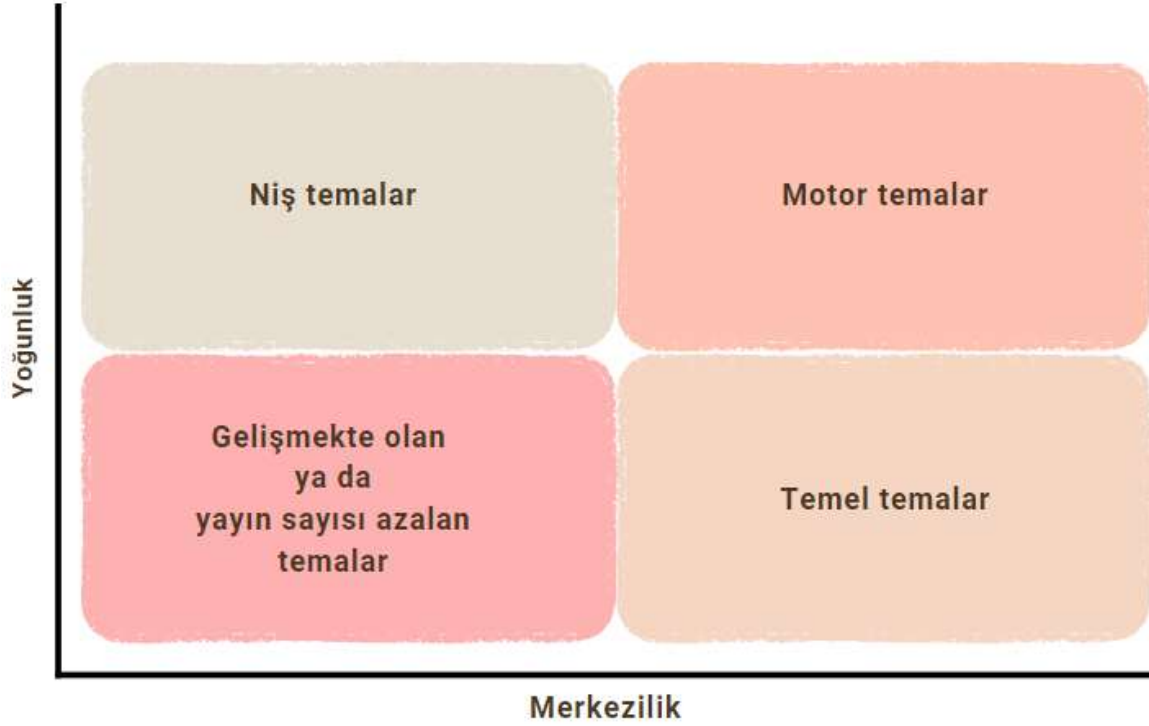 Niş temalar
Motor temalar
Yoğunluk
Gelişmekte olan
ya da
yayın sayısı azalan
temalar
Temel temalar
Merkezilik